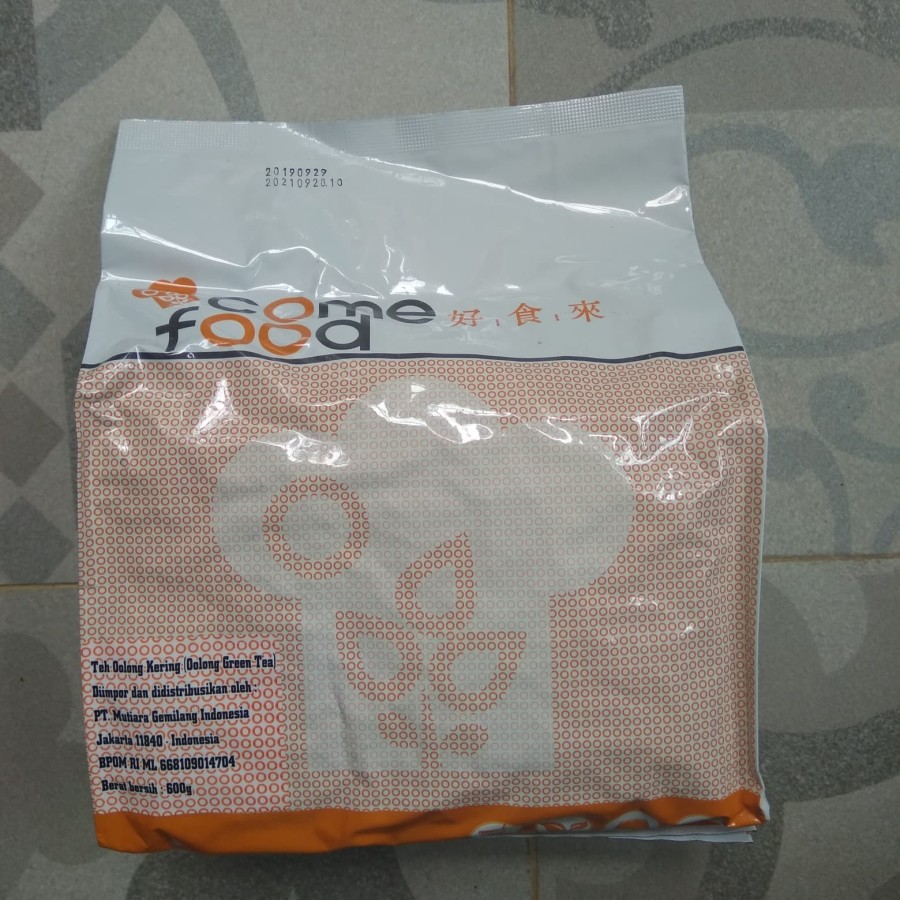 20190929
20210928.10
come
food
好食來
Teh Oolong Kering (Oolong Green Tea)
Diimpor dan didistribusikan oleh :
PT. Mutiara Gemilang Indonesia
Jakarta 11840 - Indonesia
BPOM RI ML 668109014704
Berat bersih : 600g